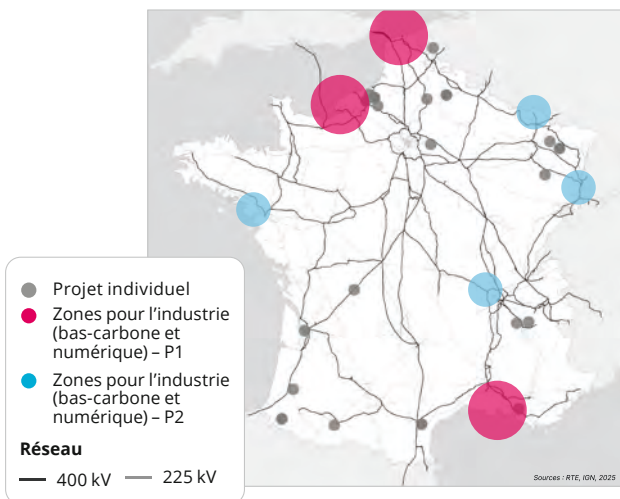 Projet individuel
Zones pour l’industrie
(bas-carbone et
numérique) – P1
Zones pour l’industrie
(bas-carbone et
numérique) – P2
Réseau
400 kV
225 kV
Sources : RTE, IGN, 2025